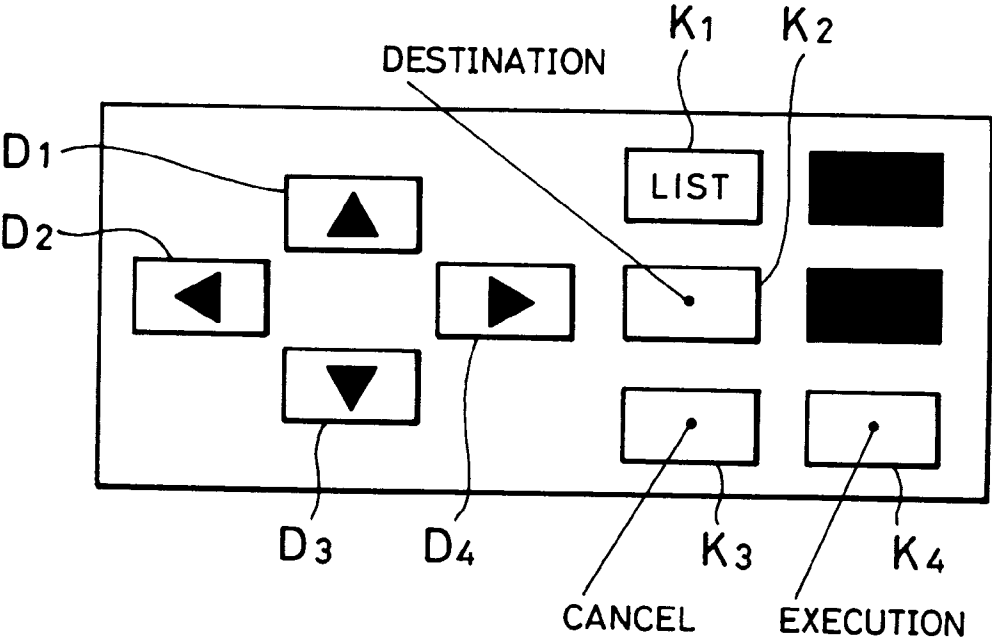 K1 K2
DESTINATION
D1
LIST
D2
D3 D4 K3 K4
CANCEL EXECUTION